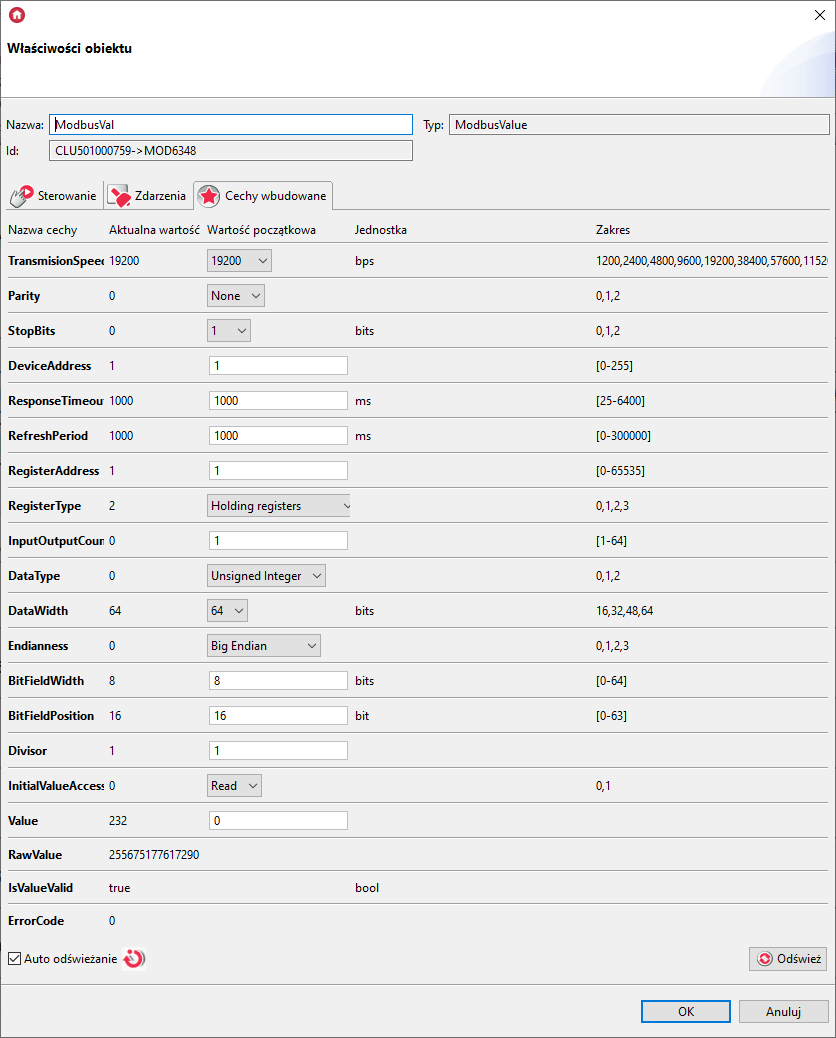 Właściwości obiektu
Nazwa: ModbusVal Typ: ModbusValue
Id: CLU501000759->MOD6348
Sterowanie Zdarzenia Cechy wbudowane
Nazwa cechy Aktualna wartość Wartość początkowa Jednostka Zakres
TransmisionSpeed 19200 19200 bps 1200,2400,4800,9600,19200,38400,57600,11520
Parity 0 None 0,1,2
StopBits 0 1 bits 0,1,2
DeviceAddress 1 1 [0-255]
ResponseTimeout 1000 1000 ms [25-6400]
RefreshPeriod 1000 1000 ms [0-300000]
RegisterAddress 1 1 [0-65535]
RegisterType 2 Holding registers 0,1,2,3
InputOutputCoun 0 1 [1-64]
DataType 0 Unsigned Integer 0,1,2
DataWidth 64 64 bits 16,32,48,64
Endianness 0 Big Endian 0,1,2,3
BitFieldWidth 8 8 bits [0-64]
BitFieldPosition 16 16 bit [0-63]
Divisor 1 1
InitialValueAccess 0 Read 0,1
Value 232 0
RawValue 255675177617290
IsValueValid true bool
ErrorCode 0
Auto odświeżanie Odśwież
OK Anuluj